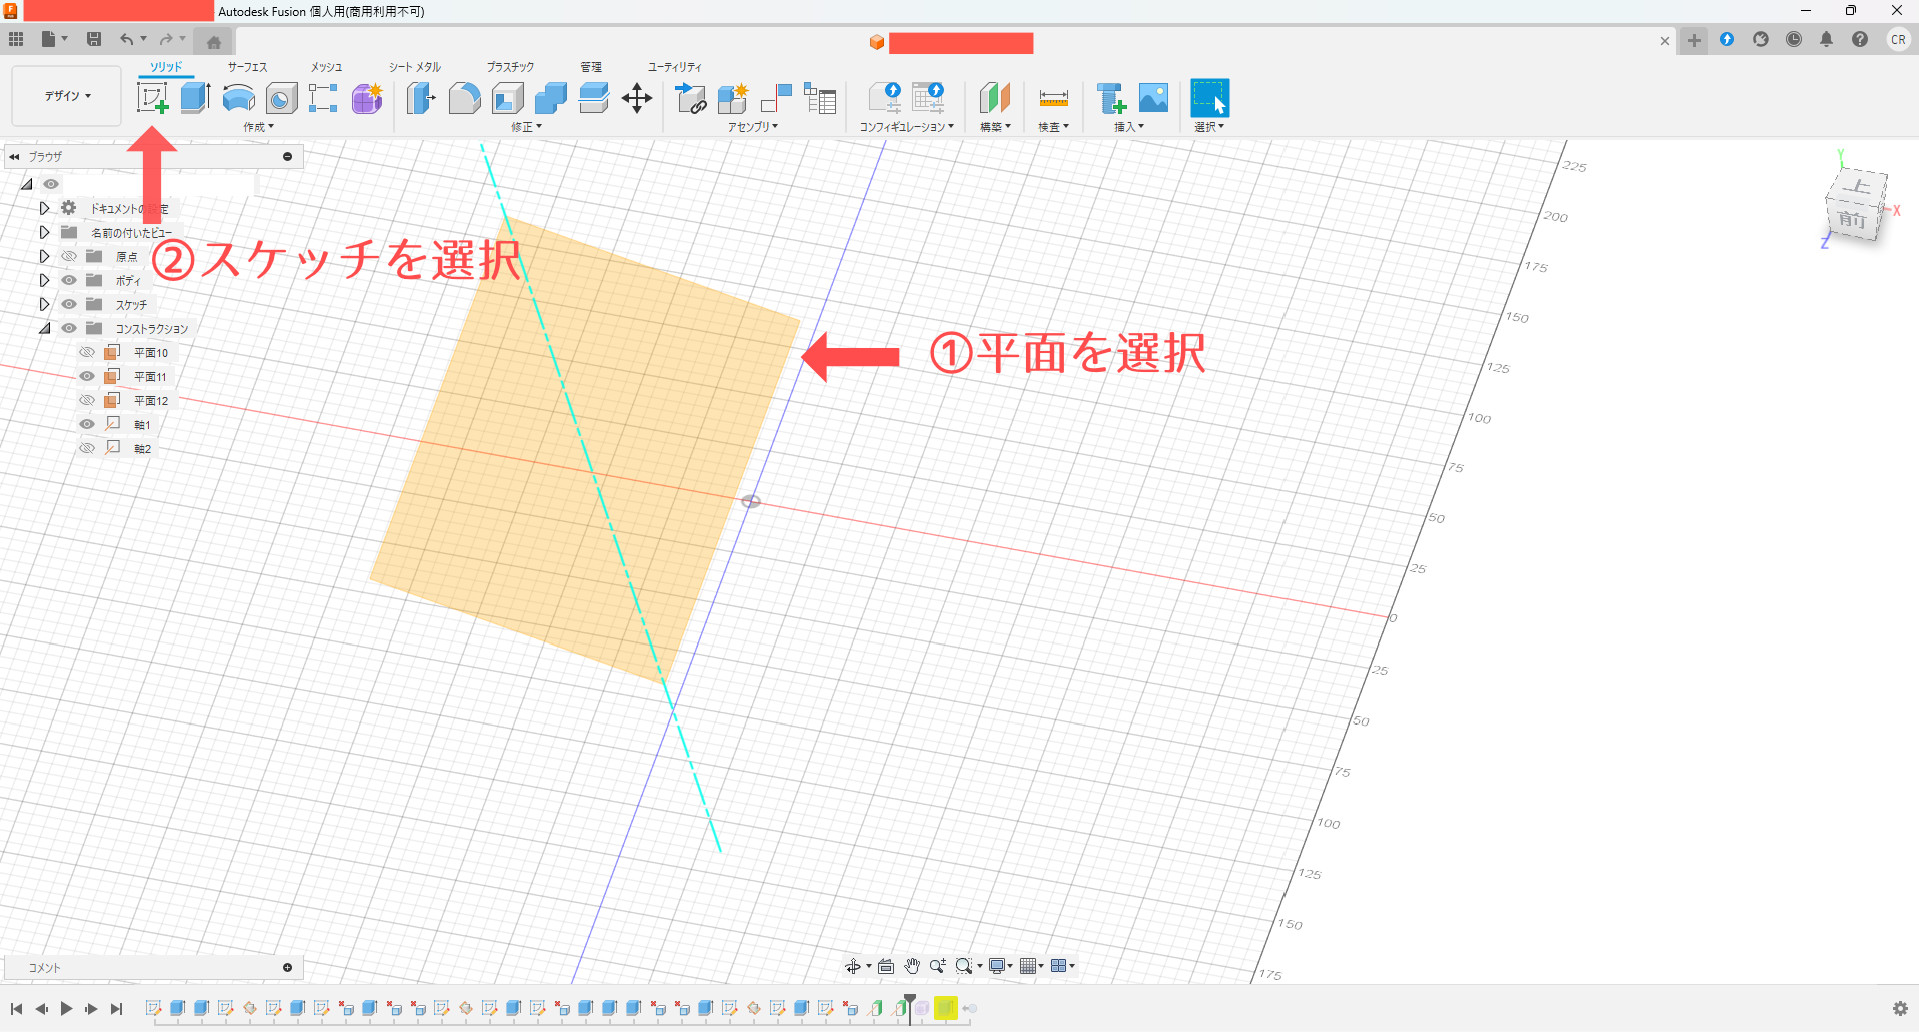 Autodesk Fusion 個人用(商用利用不可)
CR
デザイン
ソリッド
サーフェス
メッシュ
シート メタル
プラスチック
管理
ユーティリティ
作成
修正
アセンブリ
コンフィギュレーション
構築
検査
挿入
選択
ブラウザ
ドキュメントの設定
名前の付いたビュー
原点
ボディ
スケッチ
コンストラクション
平面10
平面11
平面12
軸1
軸2
②スケッチを選択
①平面を選択
225
200
175
150
125
100
75
50
25
0
25
50
75
100
125
150
175
Y
上
前
X
Z
コメント